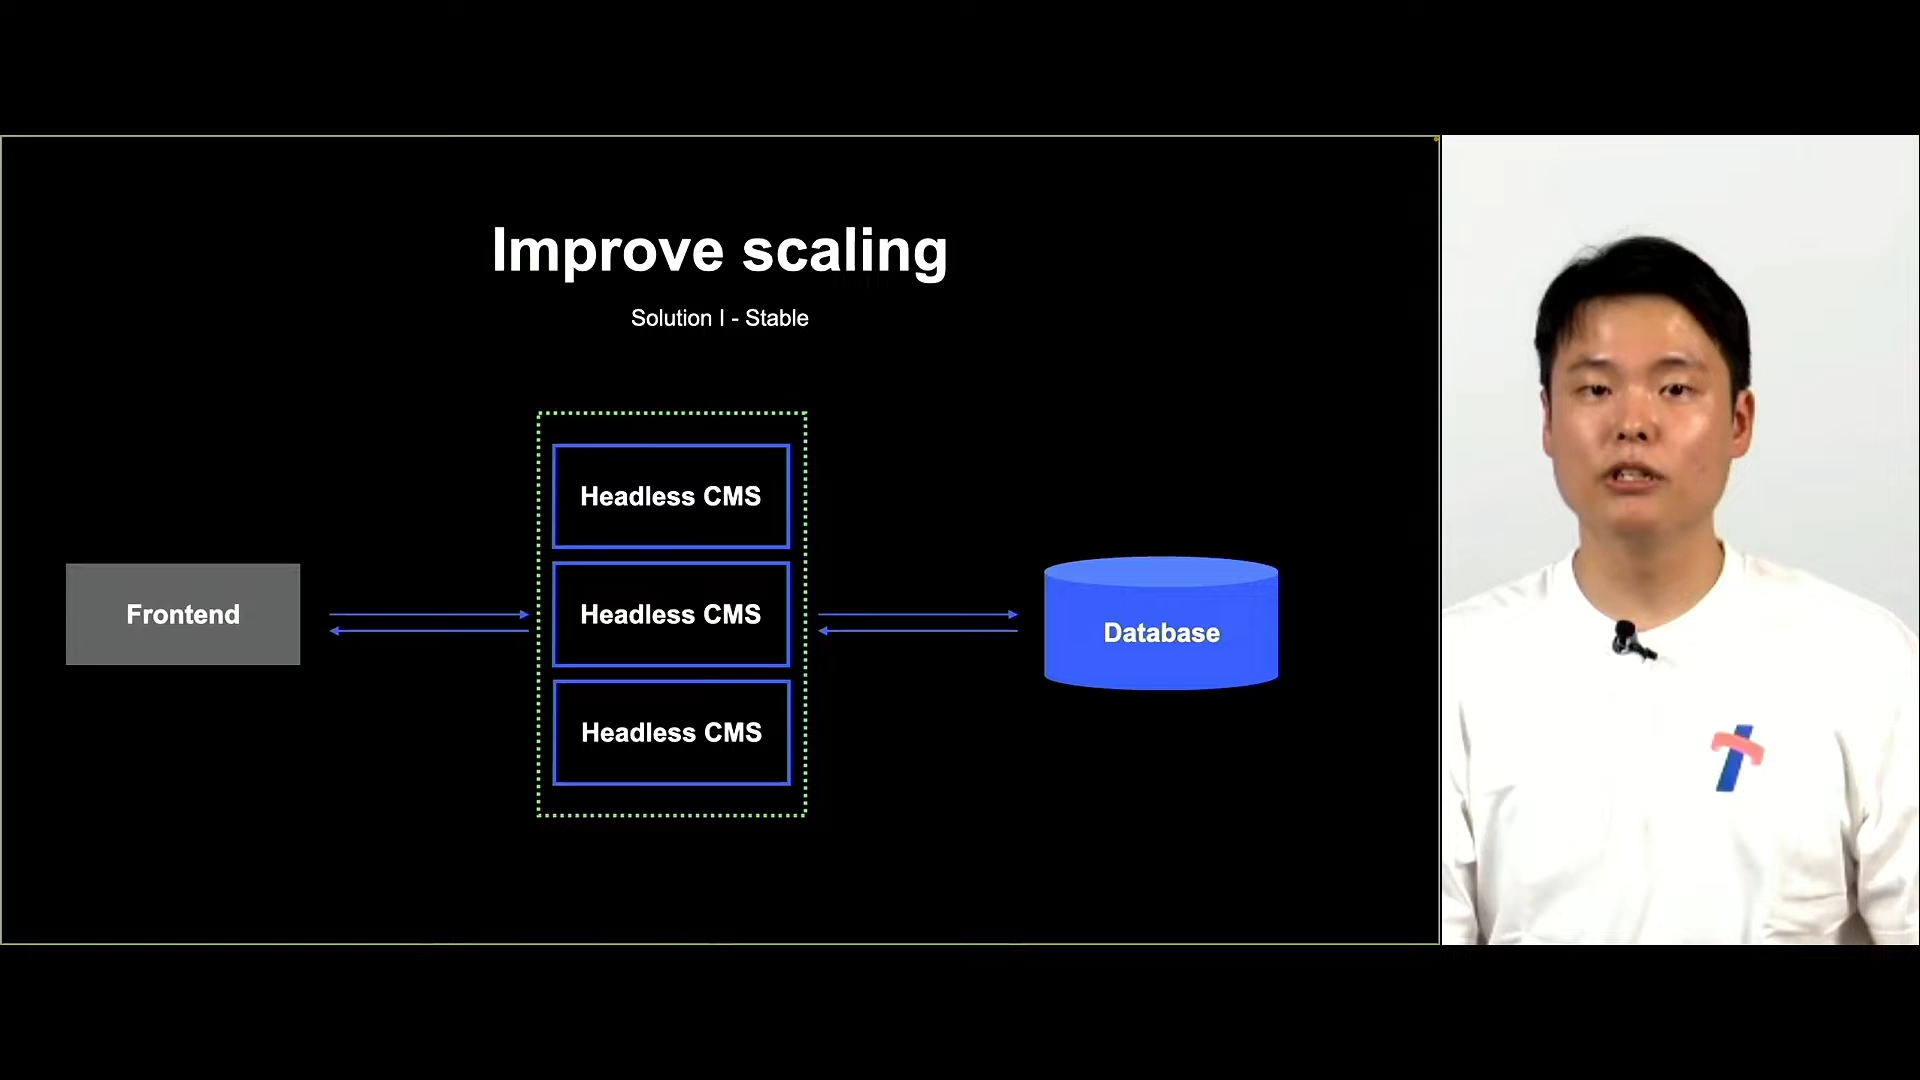 Improve scaling
Solution I - Stable
Headless CMS
Frontend
Headless CMS
Database
Headless CMS